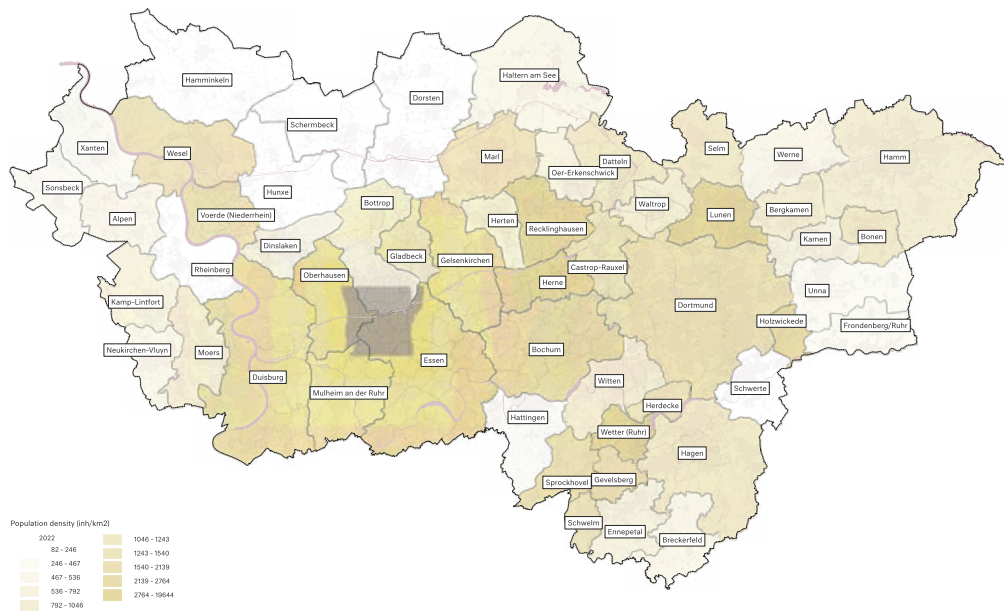 Haltern am See
Hamminkeln
Dorsten
Schermbeck
Selm
Xanten
Wesel
Marl
Datteln
Werne
Hamm
Oer-Erkenschwick
Sonsbeck
Hunxe
Bottrop
Waltrop
Bergkamen
Alpen
Voerde (Niederrhein)
Herten
Recklinghausen
Lunen
Dinslaken
Gladbeck
Kamen
Bonen
Gelsenkirchen
Rheinberg
Oberhausen
Castrop-Rauxel
Herne
Unna
Kamp-Lintfort
Dortmund
Holzwickede
Frondenberg/Ruhr
Neukirchen-Vluyn
Moers
Essen
Bochum
Duisburg
Mulheim an der Ruhr
Witten
Schwerte
Hattingen
Herdecke
Wetter (Ruhr)
Hagen
Sprockhovel
Gevelsberg
Schwelm
Ennepetal
Breckerfeld
Population density (inh/km2)
2022
82 - 246
246 - 467
467 - 536
536 - 792
792 - 1046
1046 - 1243
1243 - 1540
1540 - 2139
2139 - 2764
2764 - 19644